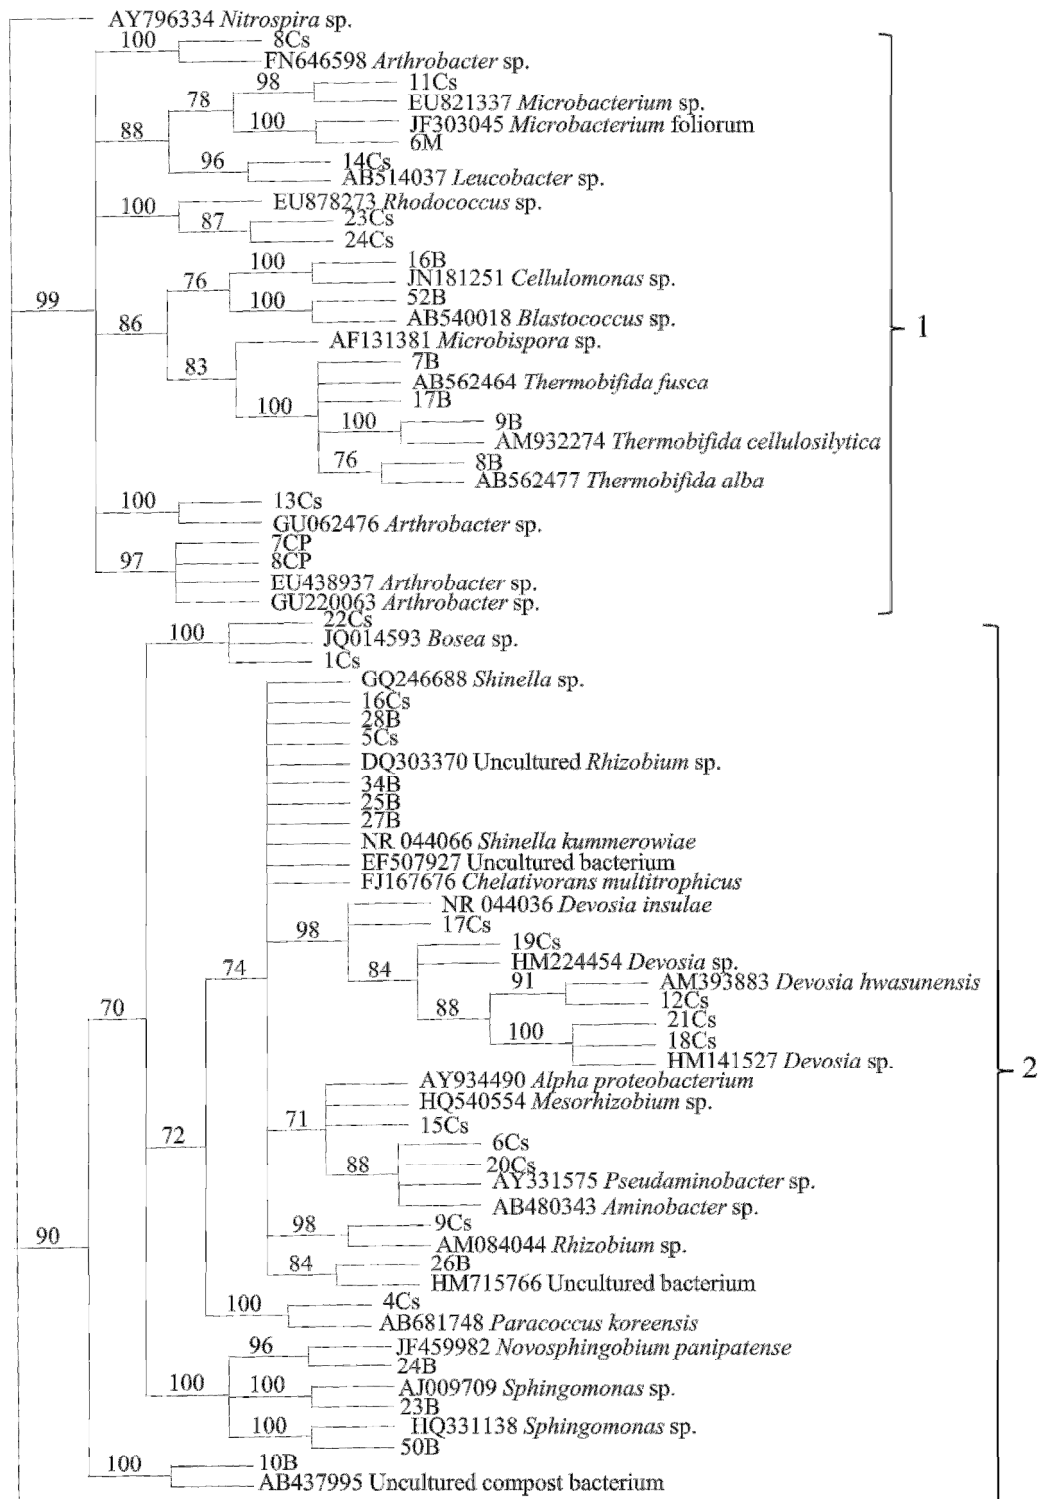 AY796334 Nitrospira sp.
100
8Cs
FN646598 Arthrobacter sp.
98
11Cs
78
EU821337 Microbacterium sp.
100
JF303045 Microbacterium foliorum
88
6M
96
14Cs
AB514037 Leucobacter sp.
100
EU878273 Rhodococcus sp.
87
23Cs
24Cs
100
16B
76
JN181251 Cellulomonas sp.
99
100
52B
86
AB540018 Blastococcus sp.
1
AF131381 Microbispora sp.
83
7B
AB562464 Thermobifida fusca
100
17B
100
9B
AM932274 Thermobifida cellulosilytica
76
8B
AB562477 Thermobifida alba
100
13Cs
GU062476 Arthrobacter sp.
7CP
97
8CP
EU438937 Arthrobacter sp.
GU220063 Arthrobacter sp.
22Cs
100
JQ014593 Bosea sp.
1Cs
GQ246688 Shinella sp.
16Cs
28B
5Cs
DQ303370 Uncultured Rhizobium sp.
34B
25B
27B
NR 044066 Shinella kummerowiae
EF507927 Uncultured bacterium
FJ167676 Chelativorans multitrophicus
NR 044036 Devosia insulae
98
17Cs
19Cs
74
84
HM224454 Devosia sp.
91
AM393883 Devosia hwasunensis
70
88
12Cs
21Cs
100
18Cs
HM141527 Devosia sp.
2
AY934490 Alpha proteobacterium
HQ540554 Mesorhizobium sp.
71
15Cs
72
6Cs
88
20Cs
AY331575 Pseudaminobacter sp.
AB480343 Aminobacter sp.
98
9Cs
90
AM084044 Rhizobium sp.
84
26B
HM715766 Uncultured bacterium
100
4Cs
AB681748 Paracoccus koreensis
96
JF459982 Novosphingobium panipatense
24B
100
100
AJ009709 Sphingomonas sp.
23B
100
HQ331138 Sphingomonas sp.
50B
100
10B
AB437995 Uncultured compost bacterium